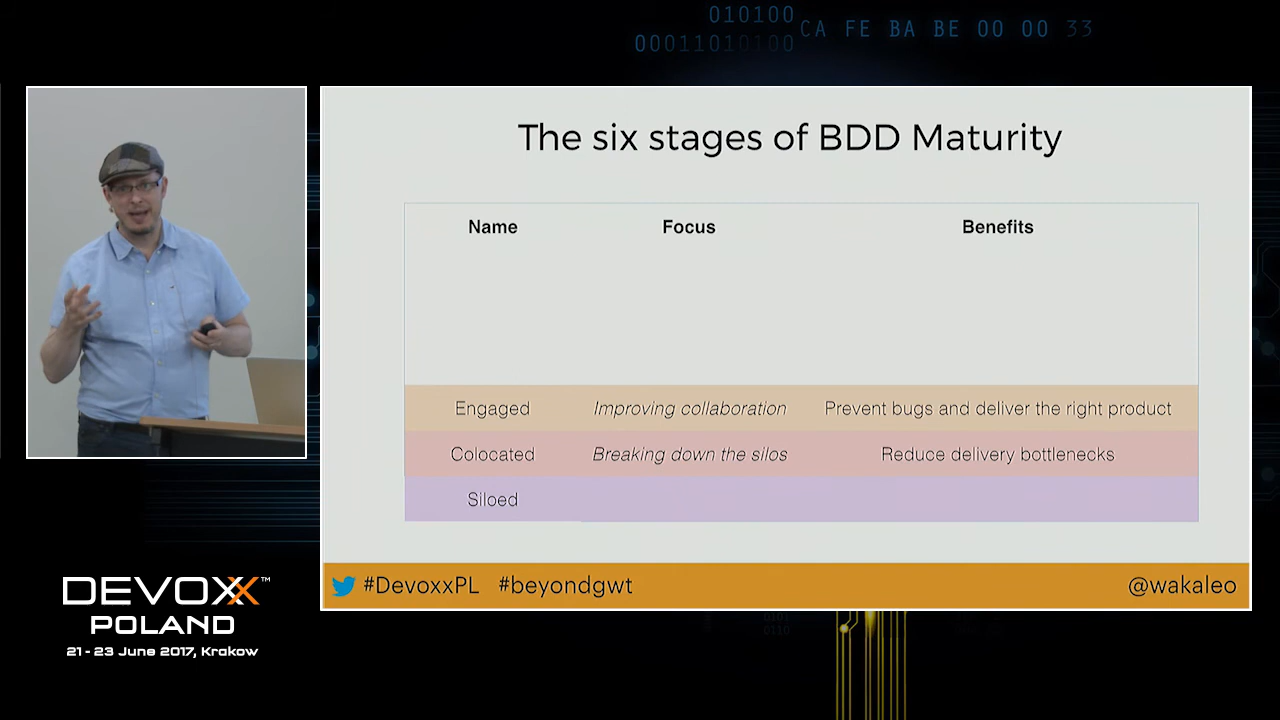 010100
00011010100
CA FE BA BE 00 00 33
The six stages of BDD Maturity
Name Focus Benefits
Engaged Improving collaboration Prevent bugs and deliver the right product
Colocated Breaking down the silos Reduce delivery bottlenecks
Siloed
#DevoxxPL #beyondgwt @wakaleo
DEVOXX™
POLAND
21 - 23 June 2017, Krakow